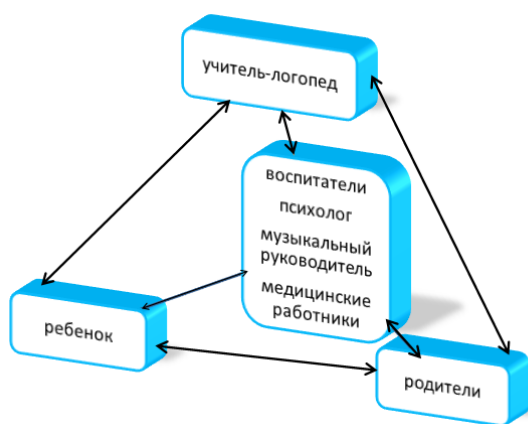 учитель-логопед
воспитатели
психолог
музыкальный
руководитель
медицинские
работники
ребенок
родители